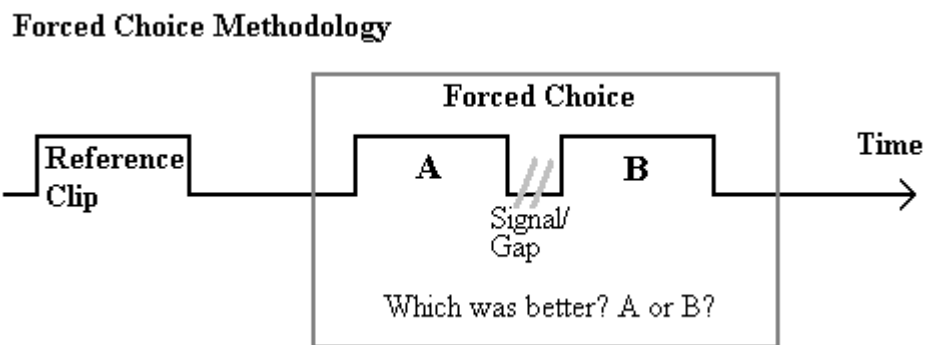 Forced Choice Methodology
Forced Choice
Reference
Clip
A
B
Time
Signal/
Gap
Which was better? A or B?